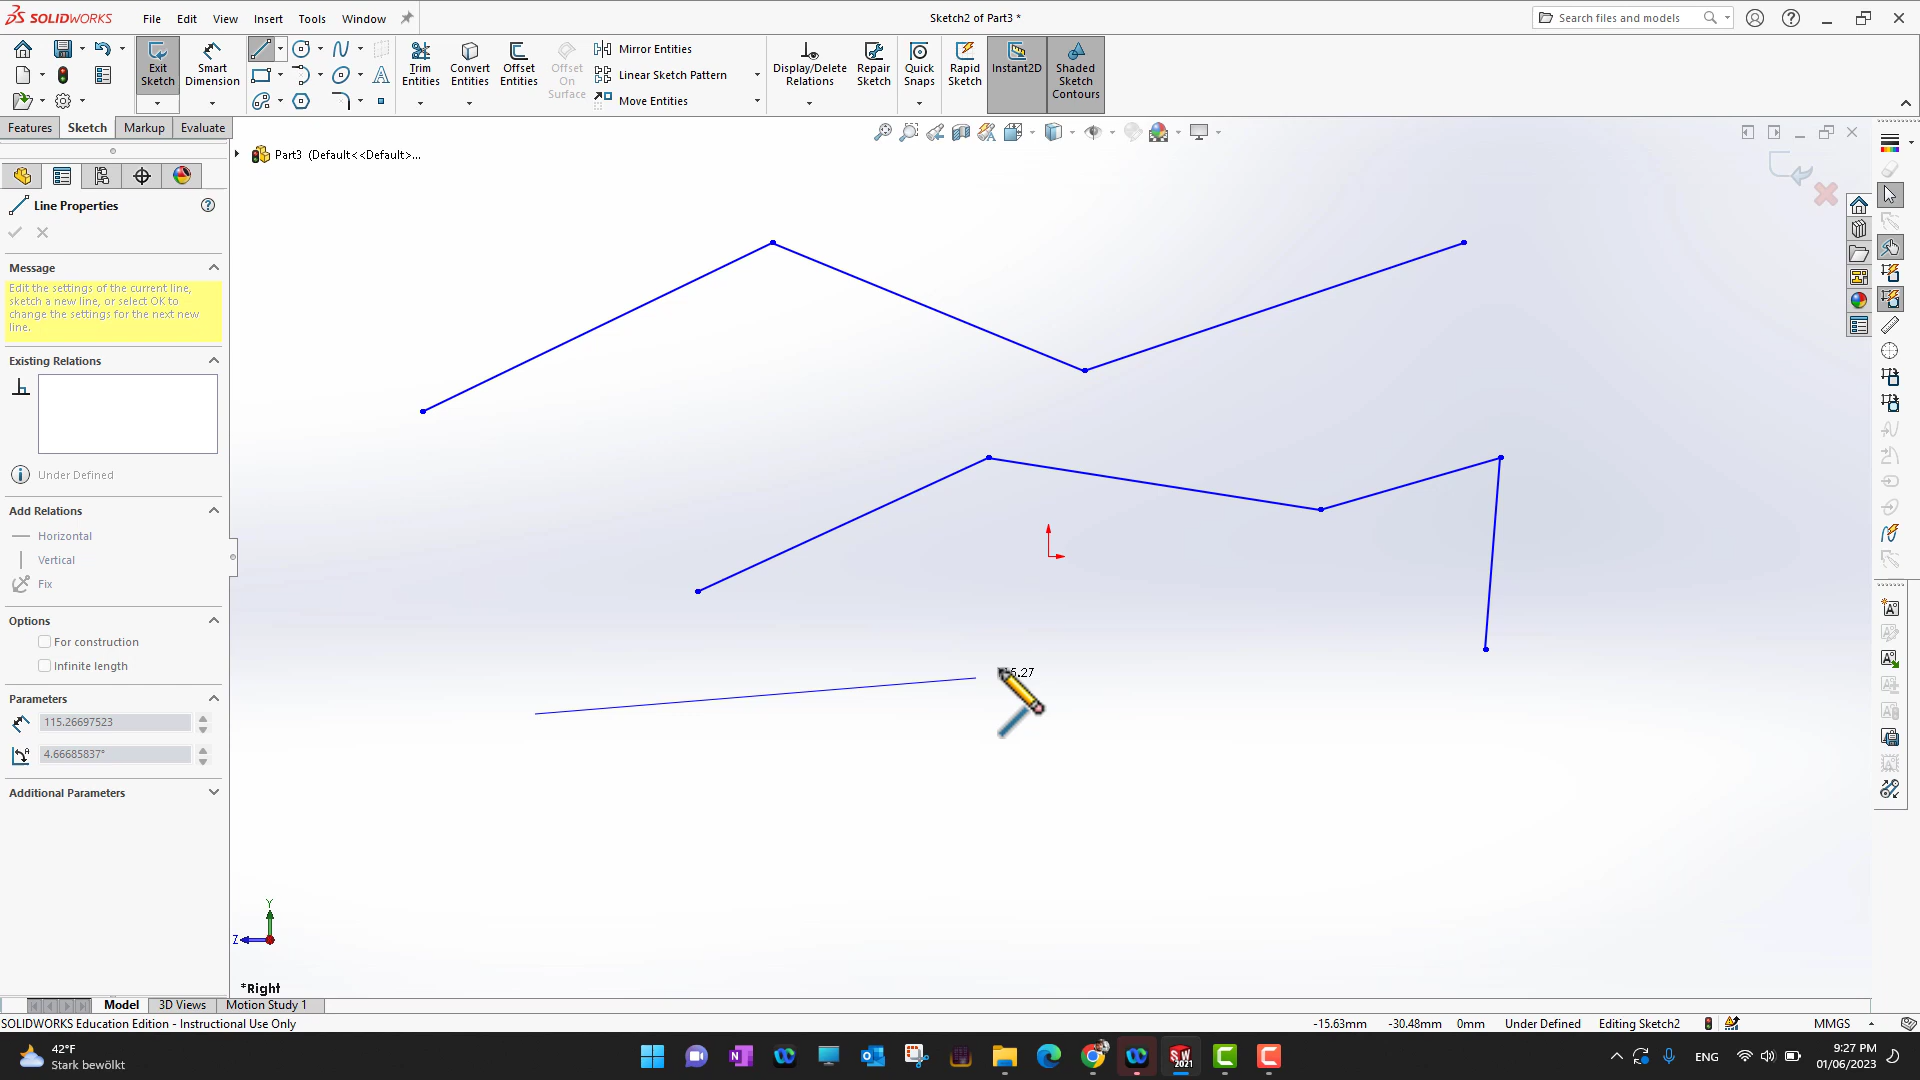 SOLIDWORKS
File Edit View Insert Tools Window
Sketch2 of Part3 *
Search files and models
Exit Sketch
Smart Dimension
Trim Entities
Convert Entities
Offset Entities
Offset On Surface
Mirror Entities
Linear Sketch Pattern
Move Entities
Display/Delete Relations
Repair Sketch
Quick Snaps
Rapid Sketch
Instant2D
Shaded Sketch Contours
Features Sketch Markup Evaluate
Part3 (Default<<Default>...
Line Properties
Message
Edit the settings of the current line,
sketch a new line, or select OK to
change the settings for the next new
line.
Existing Relations
Under Defined
Add Relations
Horizontal
Vertical
Fix
Options
For construction
Infinite length
Parameters
115.26697523
4.66685837°
Additional Parameters
5.27
Y
Z
*Right
Model 3D Views Motion Study 1
SOLIDWORKS Education Edition - Instructional Use Only
-15.63mm -30.48mm 0mm Under Defined Editing Sketch2 MMGS
42°F
Stark bewölkt
SW
2021
ENG
9:27 PM
01/06/2023